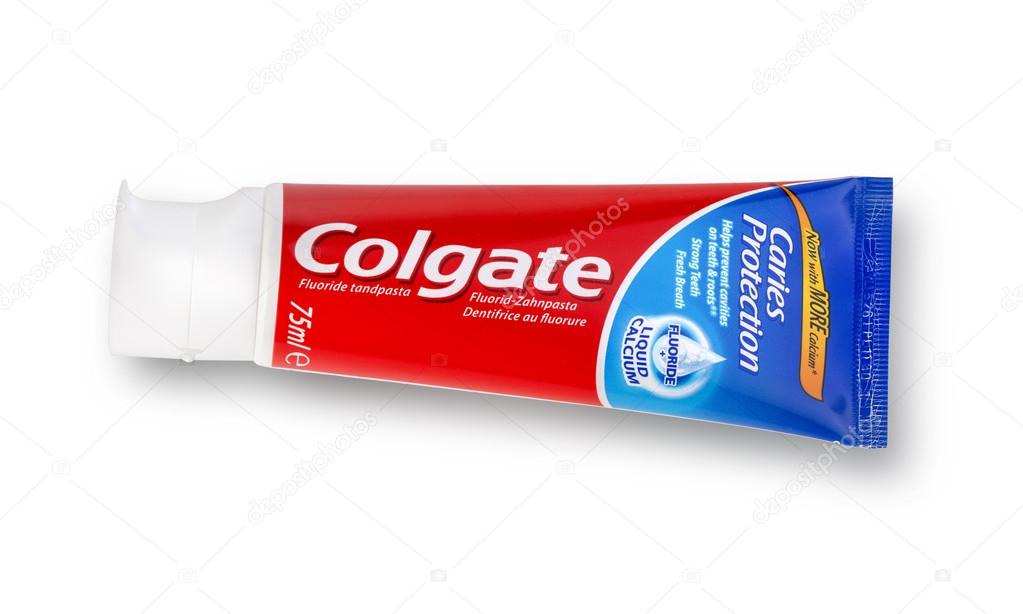 Colgate
Fluoride tandpasta
Fluorid-Zahnpasta
Dentifrice au fluorure
75ml ℮
Caries
Protection
Now with MORE Calcium*
Helps prevent cavities
on teeth & roots**
Strong Teeth
Fresh Breath
FLUORIDE
+
LIQUID
CALCIUM
depositphotos